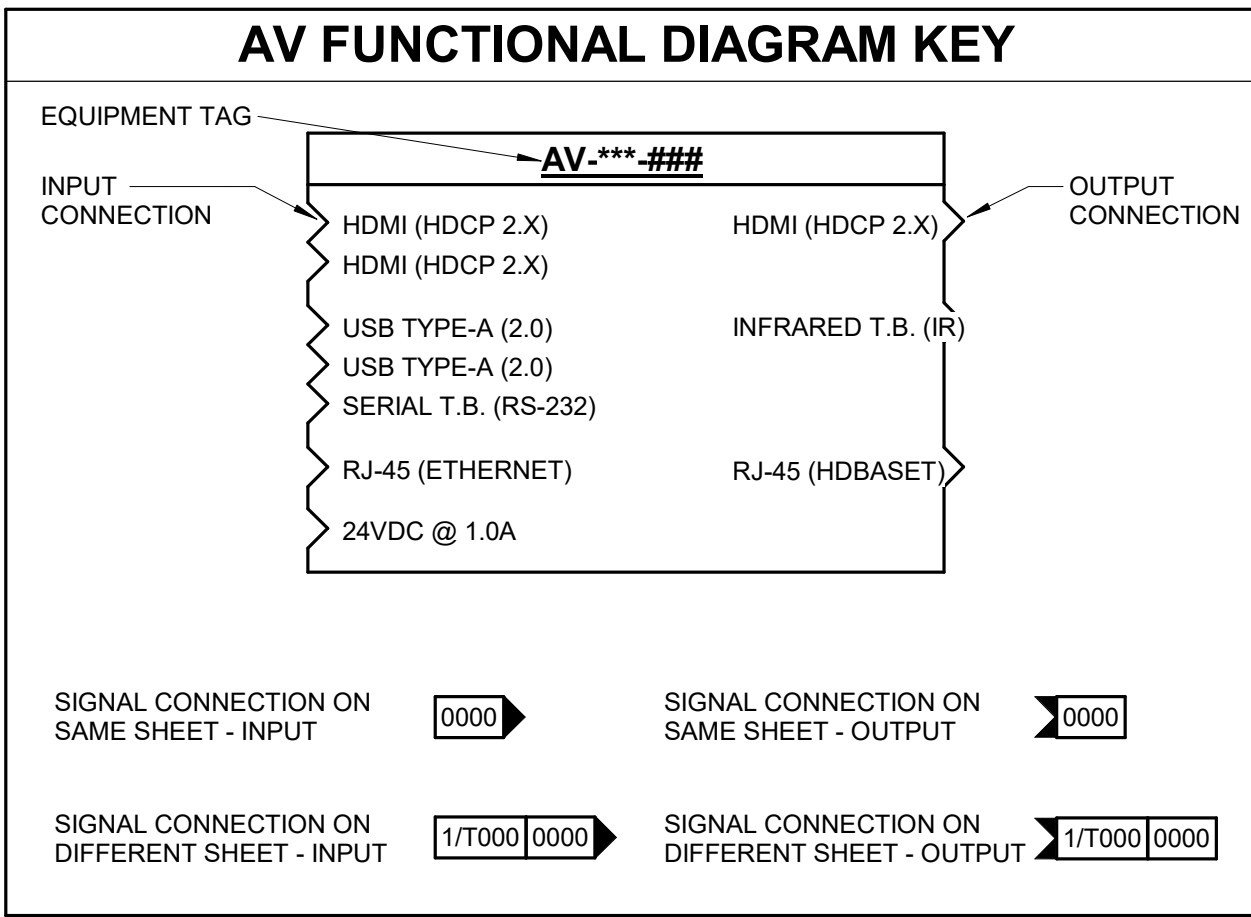 AV FUNCTIONAL DIAGRAM KEY
EQUIPMENT TAG
AV-***-###
INPUT
CONNECTION
OUTPUT
CONNECTION
HDMI (HDCP 2.X)
HDMI (HDCP 2.X)
HDMI (HDCP 2.X)
USB TYPE-A (2.0)
INFRARED T.B. (IR)
USB TYPE-A (2.0)
SERIAL T.B. (RS-232)
RJ-45 (ETHERNET)
RJ-45 (HDBASET)
24VDC @ 1.0A
SIGNAL CONNECTION ON
SAME SHEET - INPUT
0000
SIGNAL CONNECTION ON
SAME SHEET - OUTPUT
0000
SIGNAL CONNECTION ON
DIFFERENT SHEET - INPUT
1/T000 0000
SIGNAL CONNECTION ON
DIFFERENT SHEET - OUTPUT
1/T000 0000